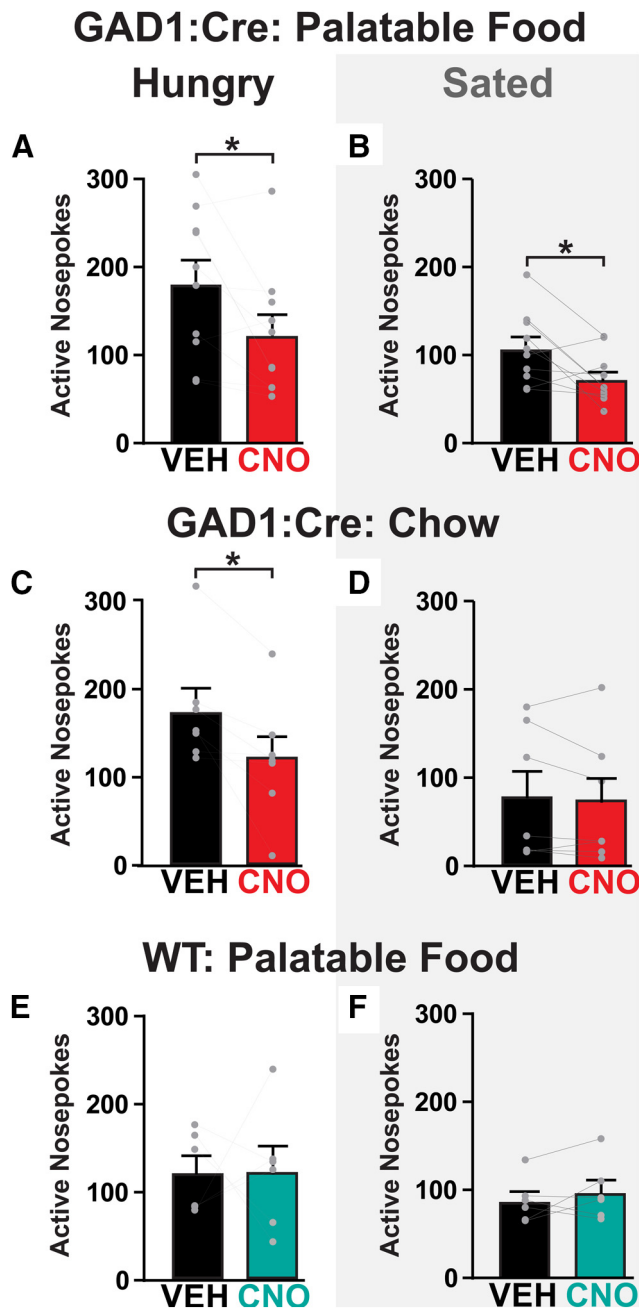 GAD1:Cre: Palatable Food
Hungry
Sated
A
*
300
200
100
0
Active Nosepokes
VEH CNO
B
*
300
200
100
0
Active Nosepokes
VEH CNO
GAD1:Cre: Chow
C
*
300
200
100
0
Active Nosepokes
VEH CNO
D
300
200
100
0
Active Nosepokes
VEH CNO
WT: Palatable Food
E
300
200
100
0
Active Nosepokes
VEH CNO
F
300
200
100
0
Active Nosepokes
VEH CNO